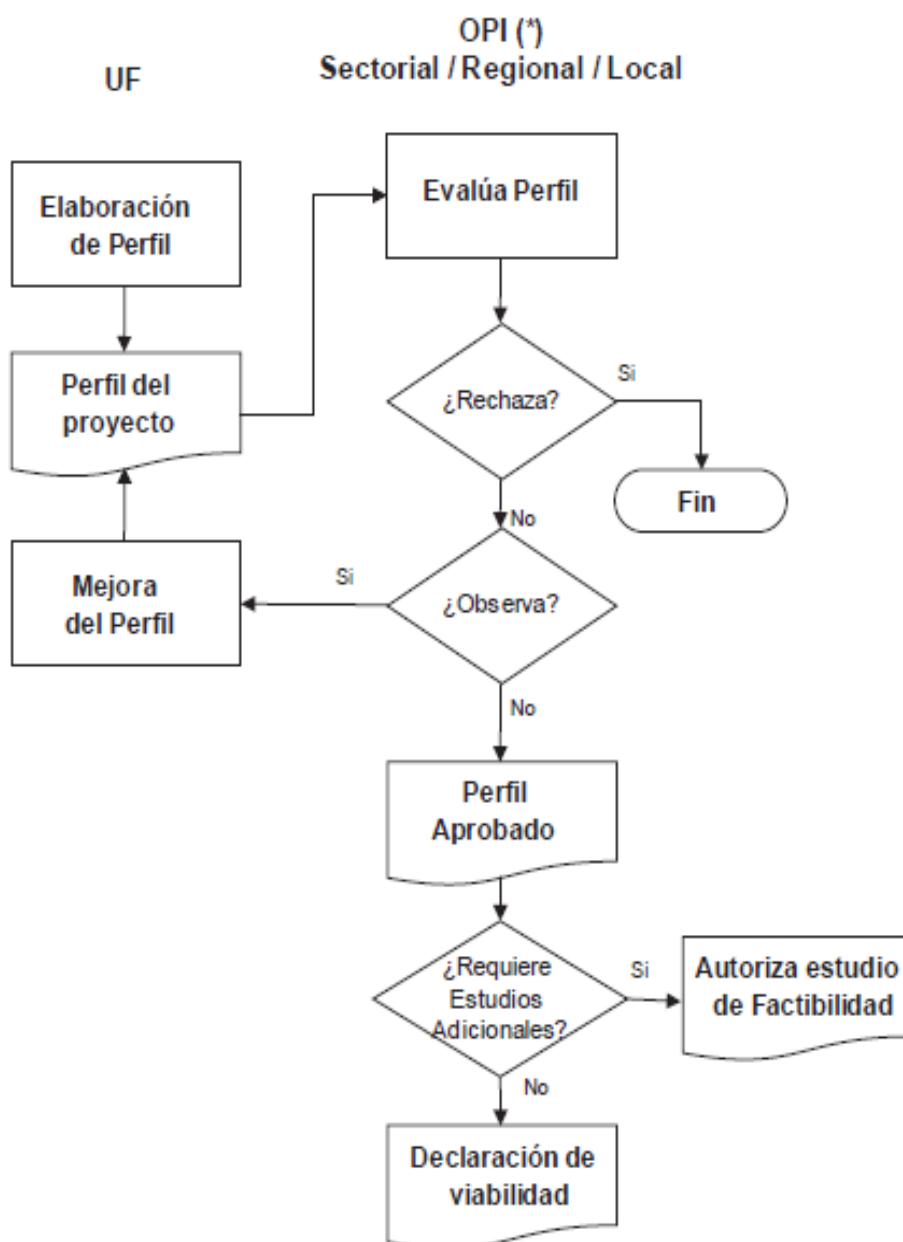 OPI (*)
Sectorial / Regional / Local
UF
Elaboración
de Perfil
Evalúa Perfil
Perfil del
proyecto
¿Rechaza?
Si
Fin
No
Mejora
del Perfil
Si
¿Observa?
No
Perfil
Aprobado
¿Requiere
Estudios
Adicionales?
Si
Autoriza estudio
de Factibilidad
No
Declaración de
viabilidad